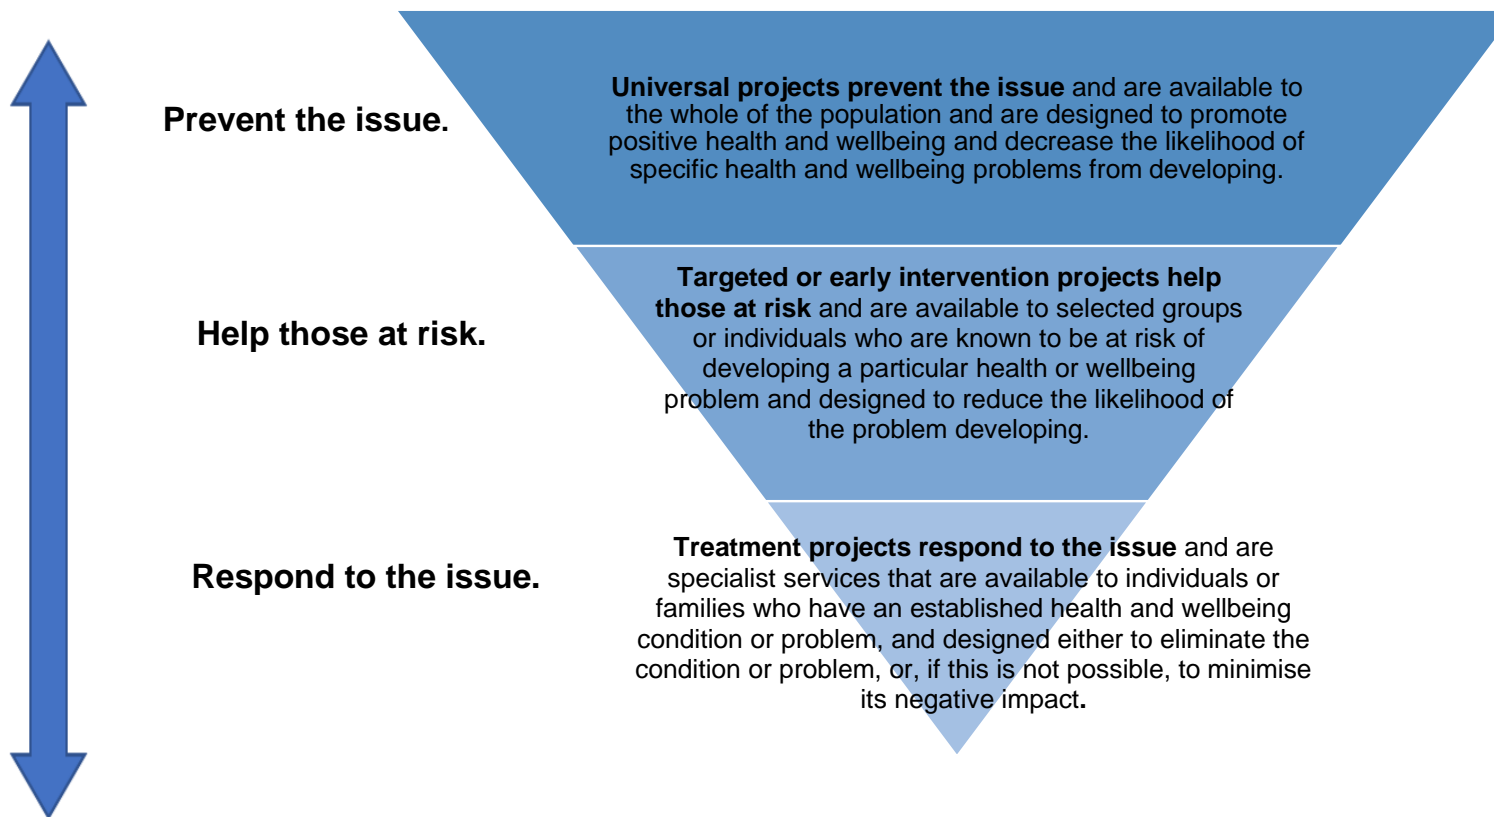 Prevent the issue.
Universal projects prevent the issue and are available to
the whole of the population and are designed to promote
positive health and wellbeing and decrease the likelihood of
specific health and wellbeing problems from developing.
Help those at risk.
Targeted or early intervention projects help
those at risk and are available to selected groups
or individuals who are known to be at risk of
developing a particular health or wellbeing
problem and designed to reduce the likelihood of
the problem developing.
Respond to the issue.
Treatment projects respond to the issue and are
specialist services that are available to individuals or
families who have an established health and wellbeing
condition or problem, and designed either to eliminate the
condition or problem, or, if this is not possible, to minimise
its negative impact.